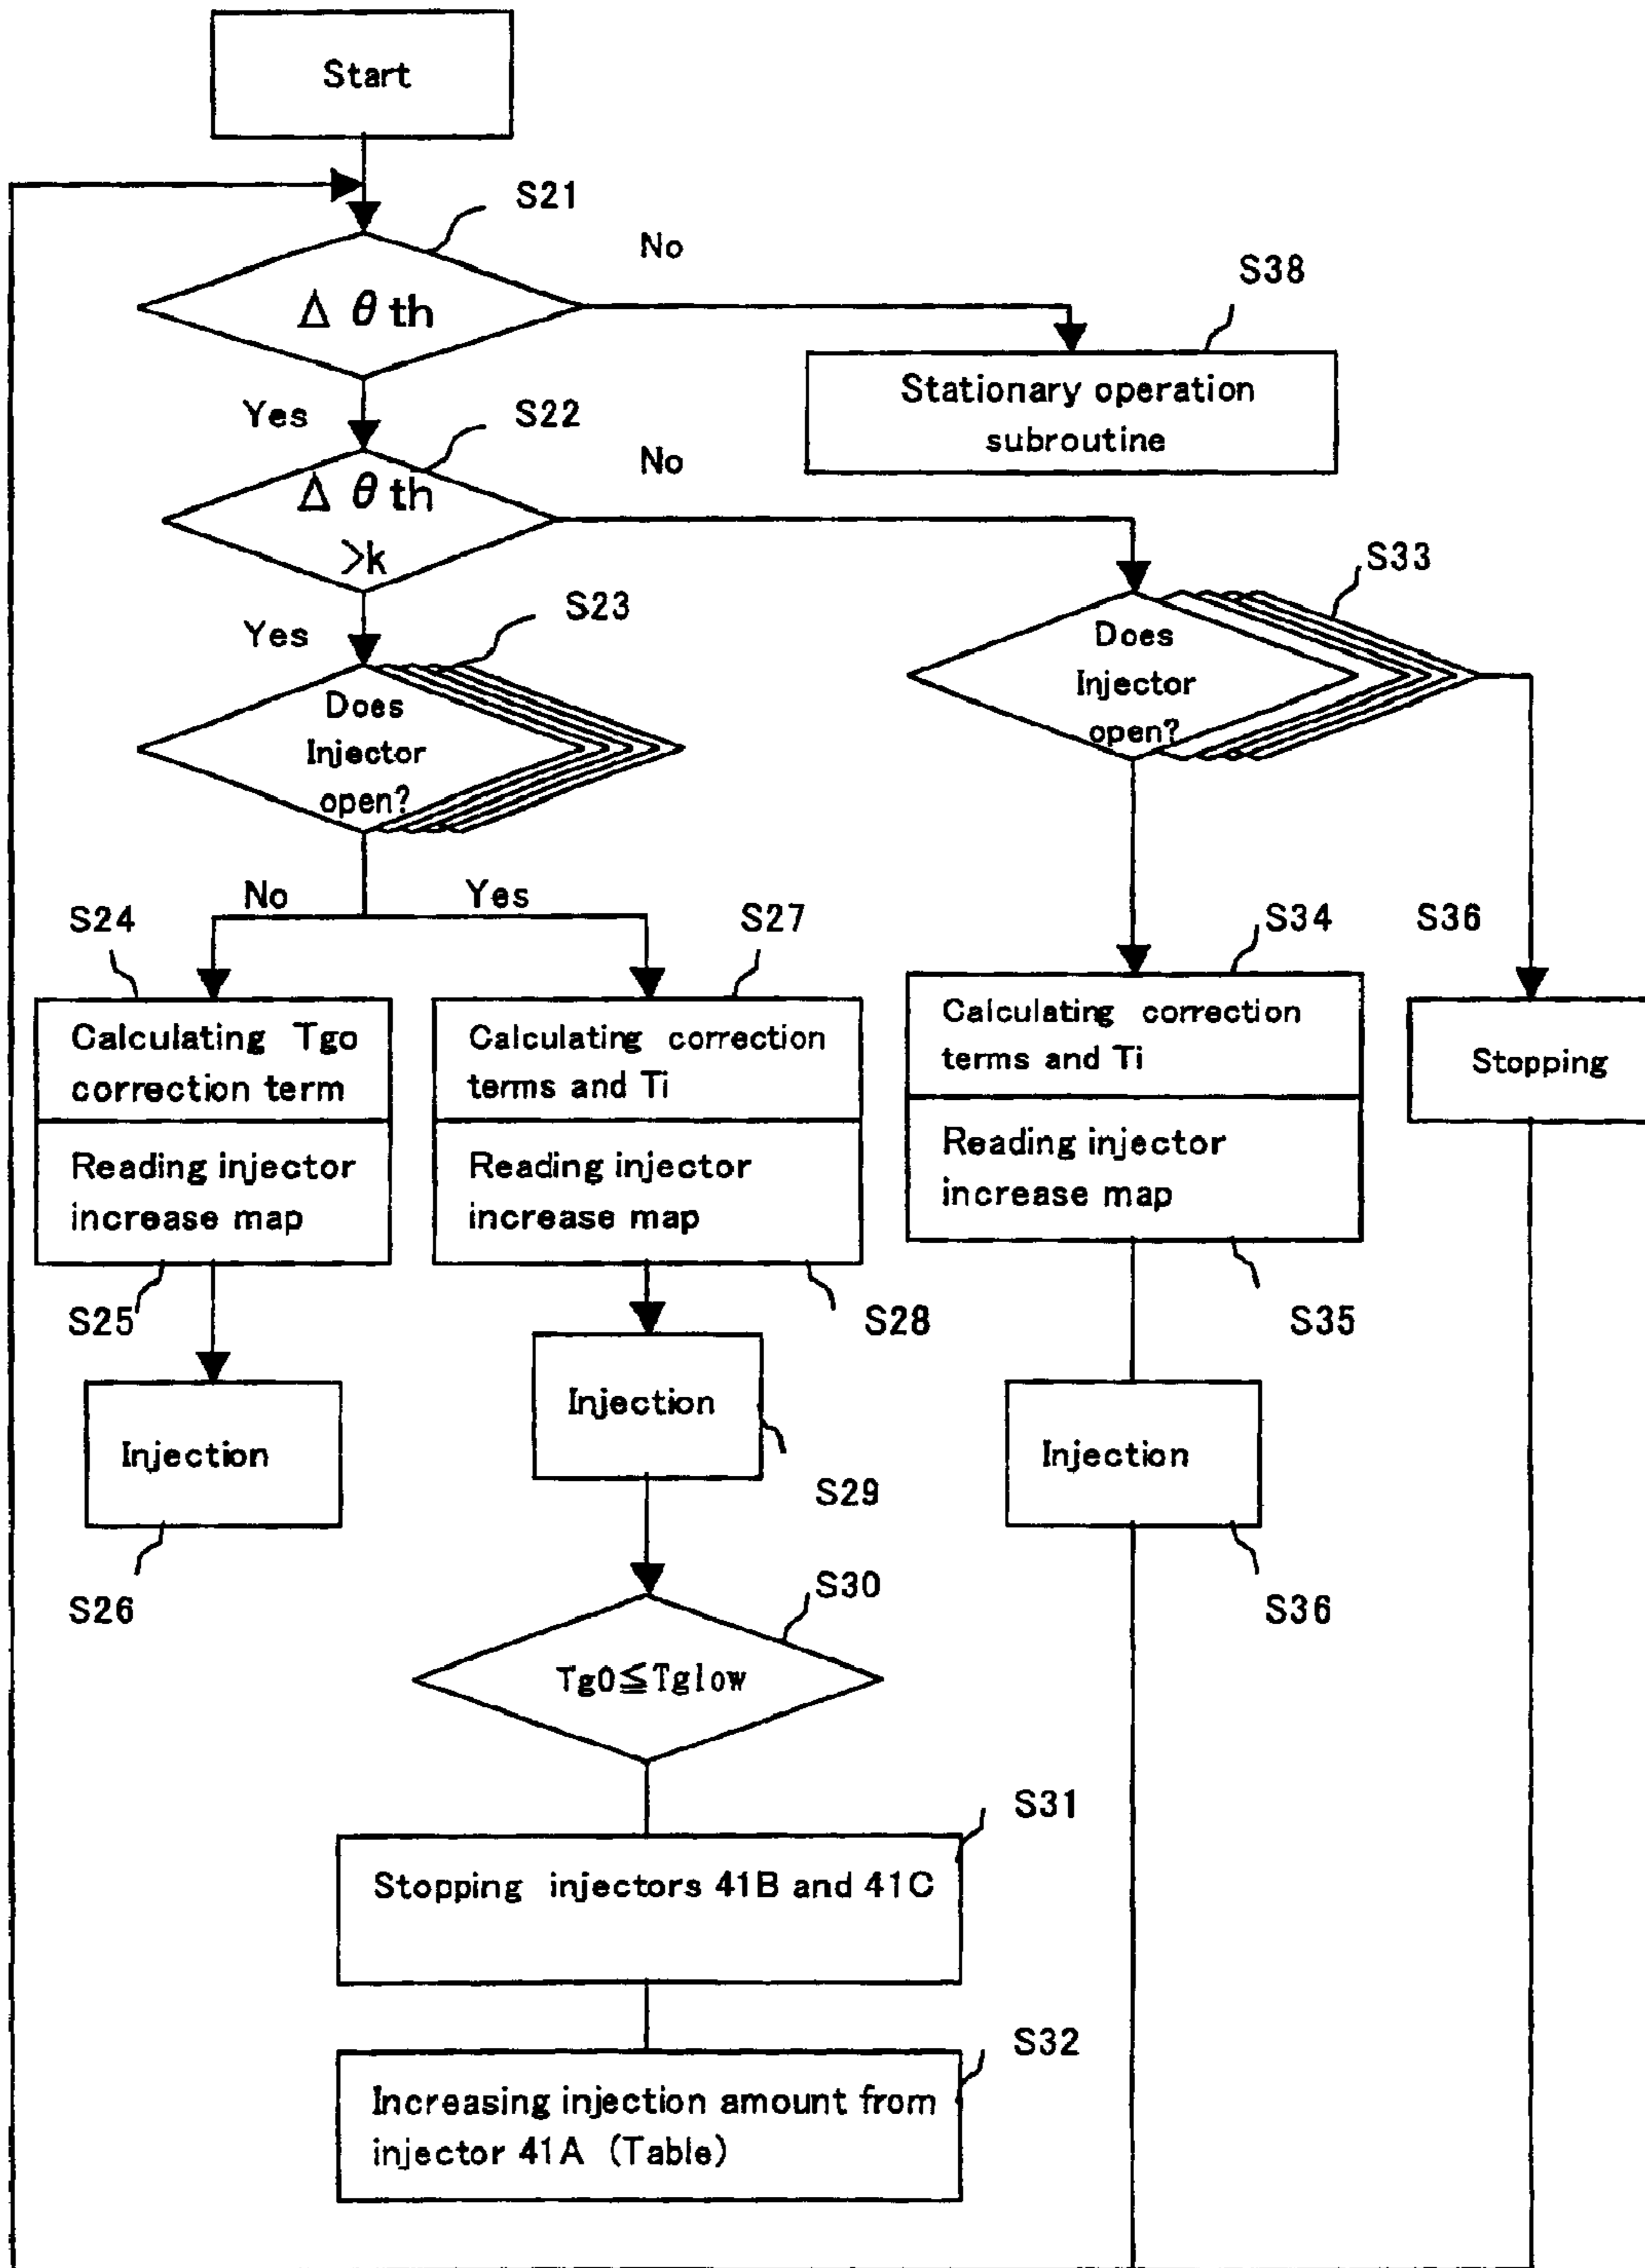 Start
S21
No
S38
Δ θ th
Stationary operation
subroutine
Yes
S22
No
Δ θ th
>k
S33
Yes
S23
Does
Injector
open?
Does
Injector
open?
No
Yes
S24
S27
S34
S36
Calculating Tgo
correction term
Calculating correction
terms and Ti
Calculating correction
terms and Ti
Stopping
Reading injector
increase map
Reading injector
increase map
Reading injector
increase map
S25
S28
S35
Injection
Injection
Injection
S29
S26
S30
S36
Tg0≦Tglow
S31
Stopping injectors 41B and 41C
S32
Increasing injection amount from
injector 41A (Table)